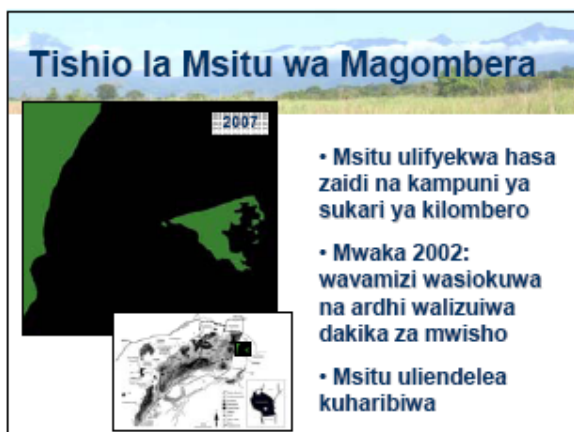 Tishio la Msitu wa Magombera
2007
• Msitu ulifyekwa hasa
zaidi na kampuni ya
sukari ya kilombero
• Mwaka 2002:
wavamizi wasiokuwa
na ardhi walizuiwa
dakika za mwisho
• Msitu uliendelea
kuharibiwa